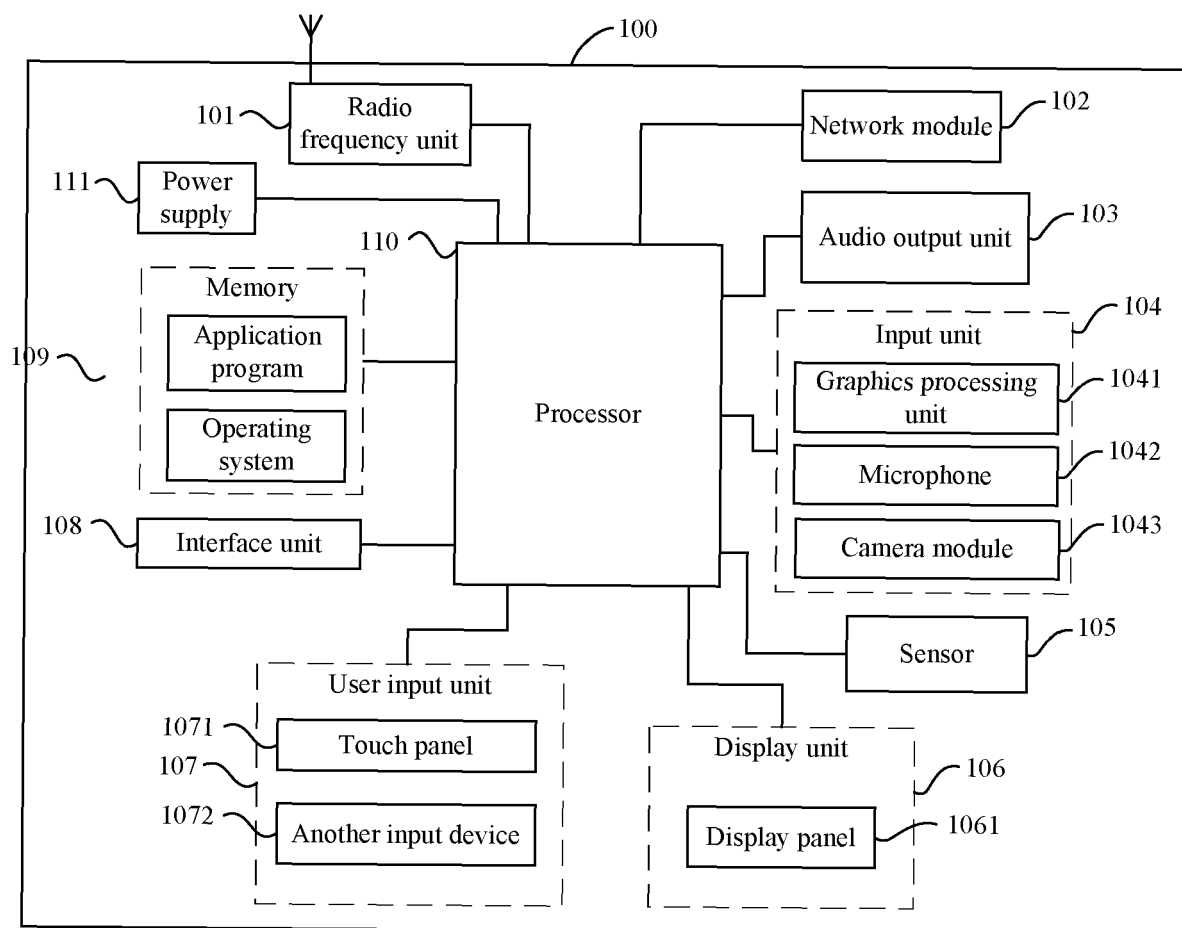 100
101
Radio
frequency unit
Network module
102
111
Power
supply
103
Audio output unit
110
Memory
Application
program
109
Operating
system
Processor
104
Input unit
Graphics processing
unit
1041
Microphone
1042
Camera module
1043
108
Interface unit
Sensor
105
User input unit
1071
Touch panel
107
1072
Another input device
Display unit
106
Display panel
1061